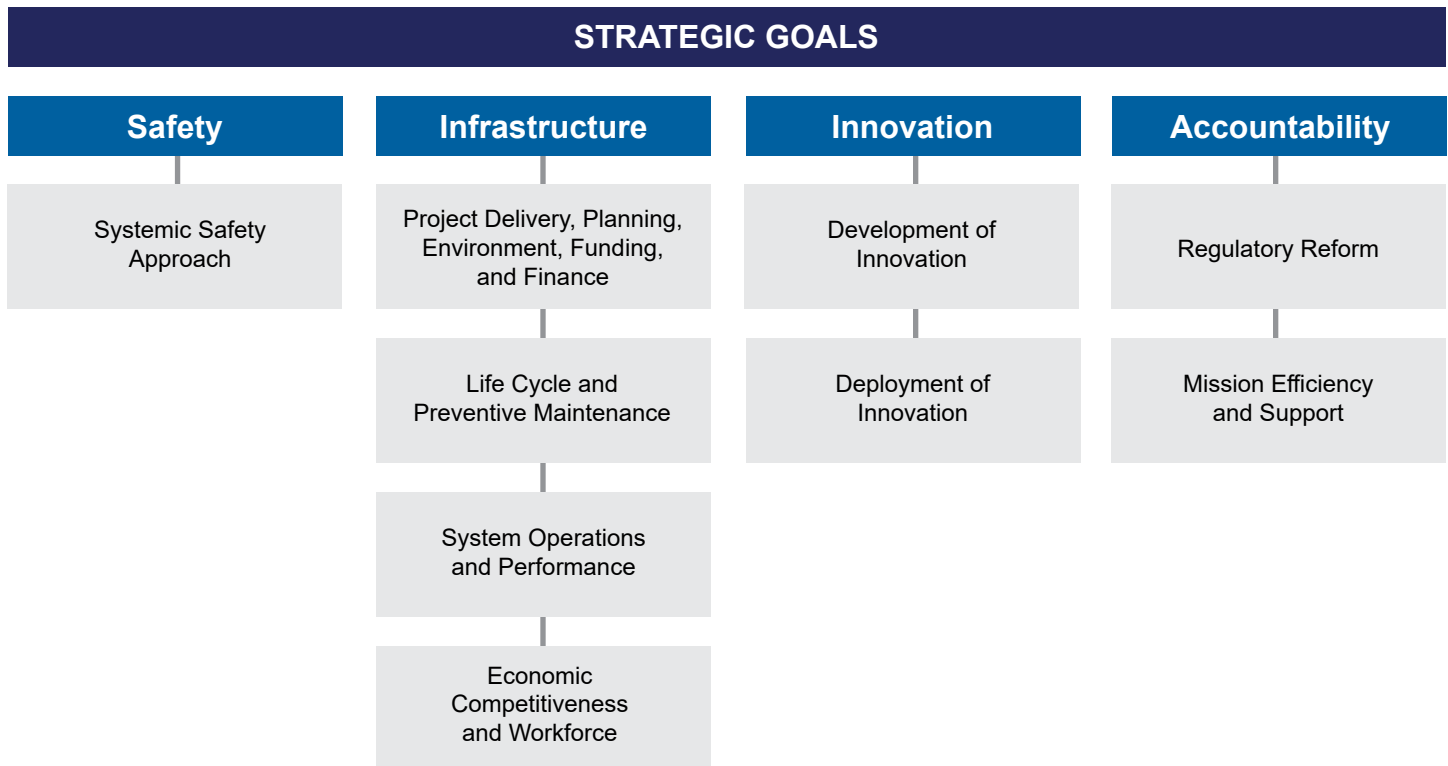 STRATEGIC GOALS
Safety
Systemic Safety
Approach
Infrastructure
Project Delivery, Planning,
Environment, Funding,
and Finance
Life Cycle and
Preventive Maintenance
System Operations
and Performance
Economic
Competitiveness
and Workforce
Innovation
Development of
Innovation
Deployment of
Innovation
Accountability
Regulatory Reform
Mission Efficiency
and Support